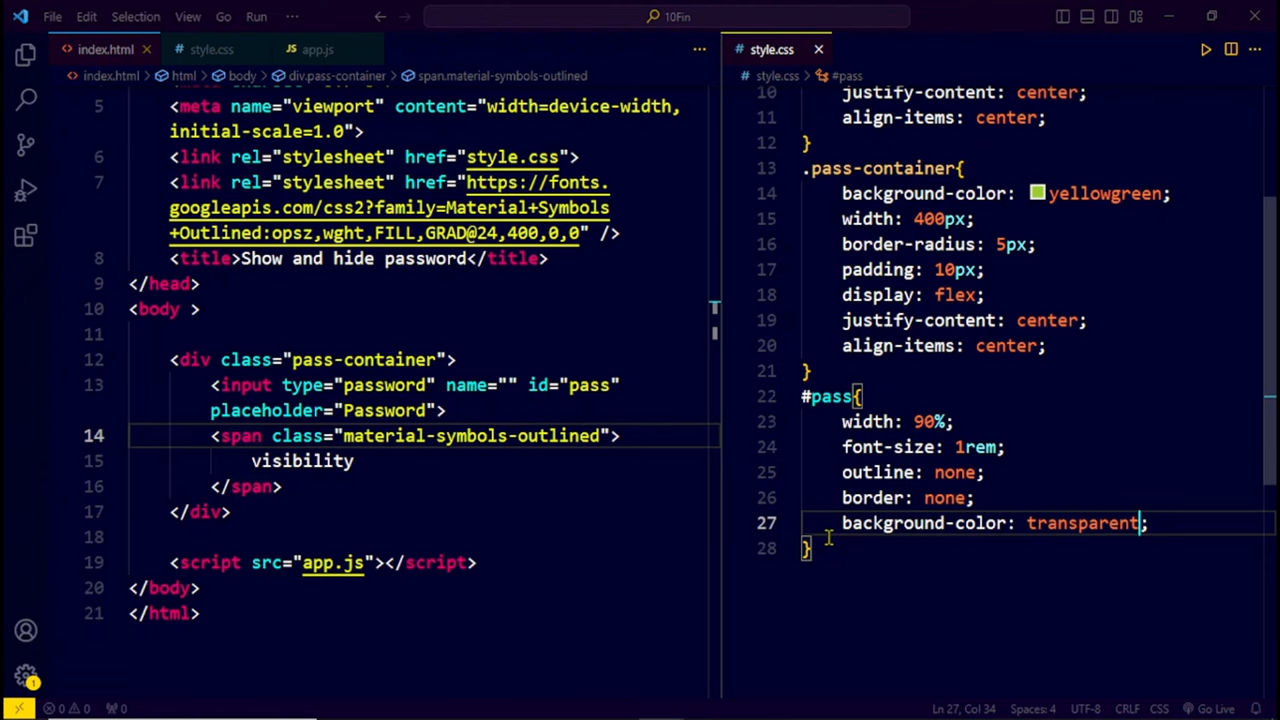 File Edit Selection View Go Run ··· 10Fin
index.html style.css app.js ··· style.css
index.html > html > body > div.pass-container > span.material-symbols-outlined
5 <meta name="viewport" content="width=device-width,
initial-scale=1.0">
6 <link rel="stylesheet" href="style.css">
7 <link rel="stylesheet" href="https://fonts.
googleapis.com/css2?family=Material+Symbols
+Outlined:opsz,wght,FILL,GRAD@24,400,0,0" />
8 <title>Show and hide password</title>
9 </head>
10 <body >
11
12 <div class="pass-container">
13 <input type="password" name="" id="pass"
placeholder="Password">
14 <span class="material-symbols-outlined">
15 visibility
16 </span>
17 </div>
18
19 <script src="app.js"></script>
20 </body>
21 </html>
style.css > #pass
10 justify-content: center;
11 align-items: center;
12 }
13 .pass-container{
14 background-color: yellowgreen;
15 width: 400px;
16 border-radius: 5px;
17 padding: 10px;
18 display: flex;
19 justify-content: center;
20 align-items: center;
21 }
22 #pass{
23 width: 90%;
24 font-size: 1rem;
25 outline: none;
26 border: none;
27 background-color: transparent;
28 }
1
0 0 0 Ln 27, Col 34 Spaces: 4 UTF-8 CRLF CSS Go Live